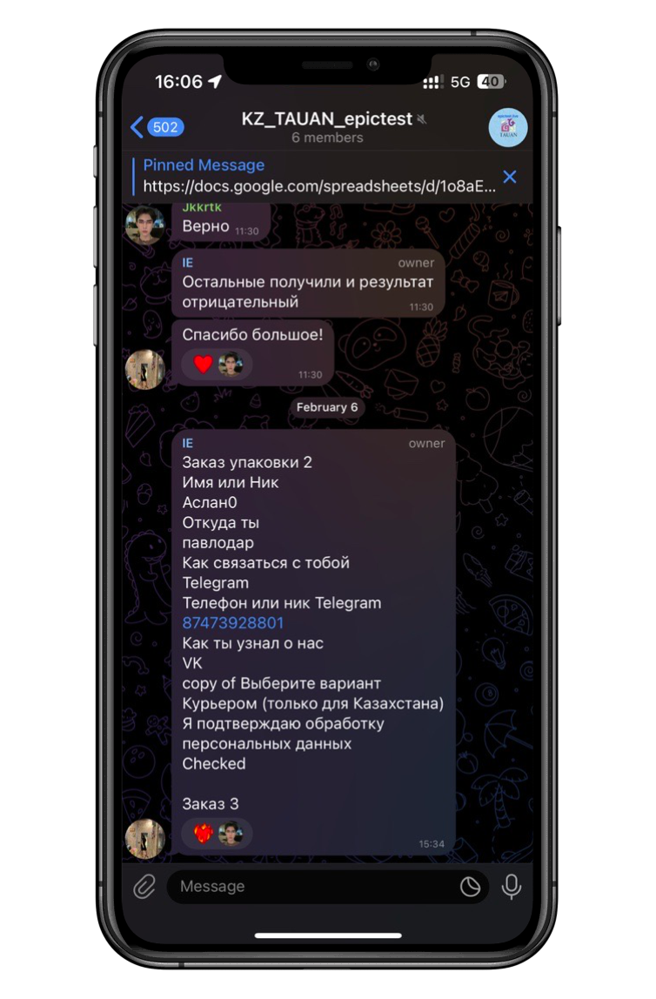 16:06
5G
40
502
KZ_TAUAN_epictest
6 members
TAUAN
Pinned Message
https://docs.google.com/spreadsheets/d/1o8aE...
Jkkrtk
Верно 11:30
IE owner
Остальные получили и результат
отрицательный
11:30
Спасибо большое!
11:30
February 6
IE owner
Заказ упаковки 2
Имя или Ник
Аслан0
Откуда ты
павлодар
Как связаться с тобой
Telegram
Телефон или ник Telegram
87473928801
Как ты узнал о нас
VK
copy of Выберите вариант
Курьером (только для Казахстана)
Я подтверждаю обработку
персональных данных
Checked
Заказ 3
15:34
Message